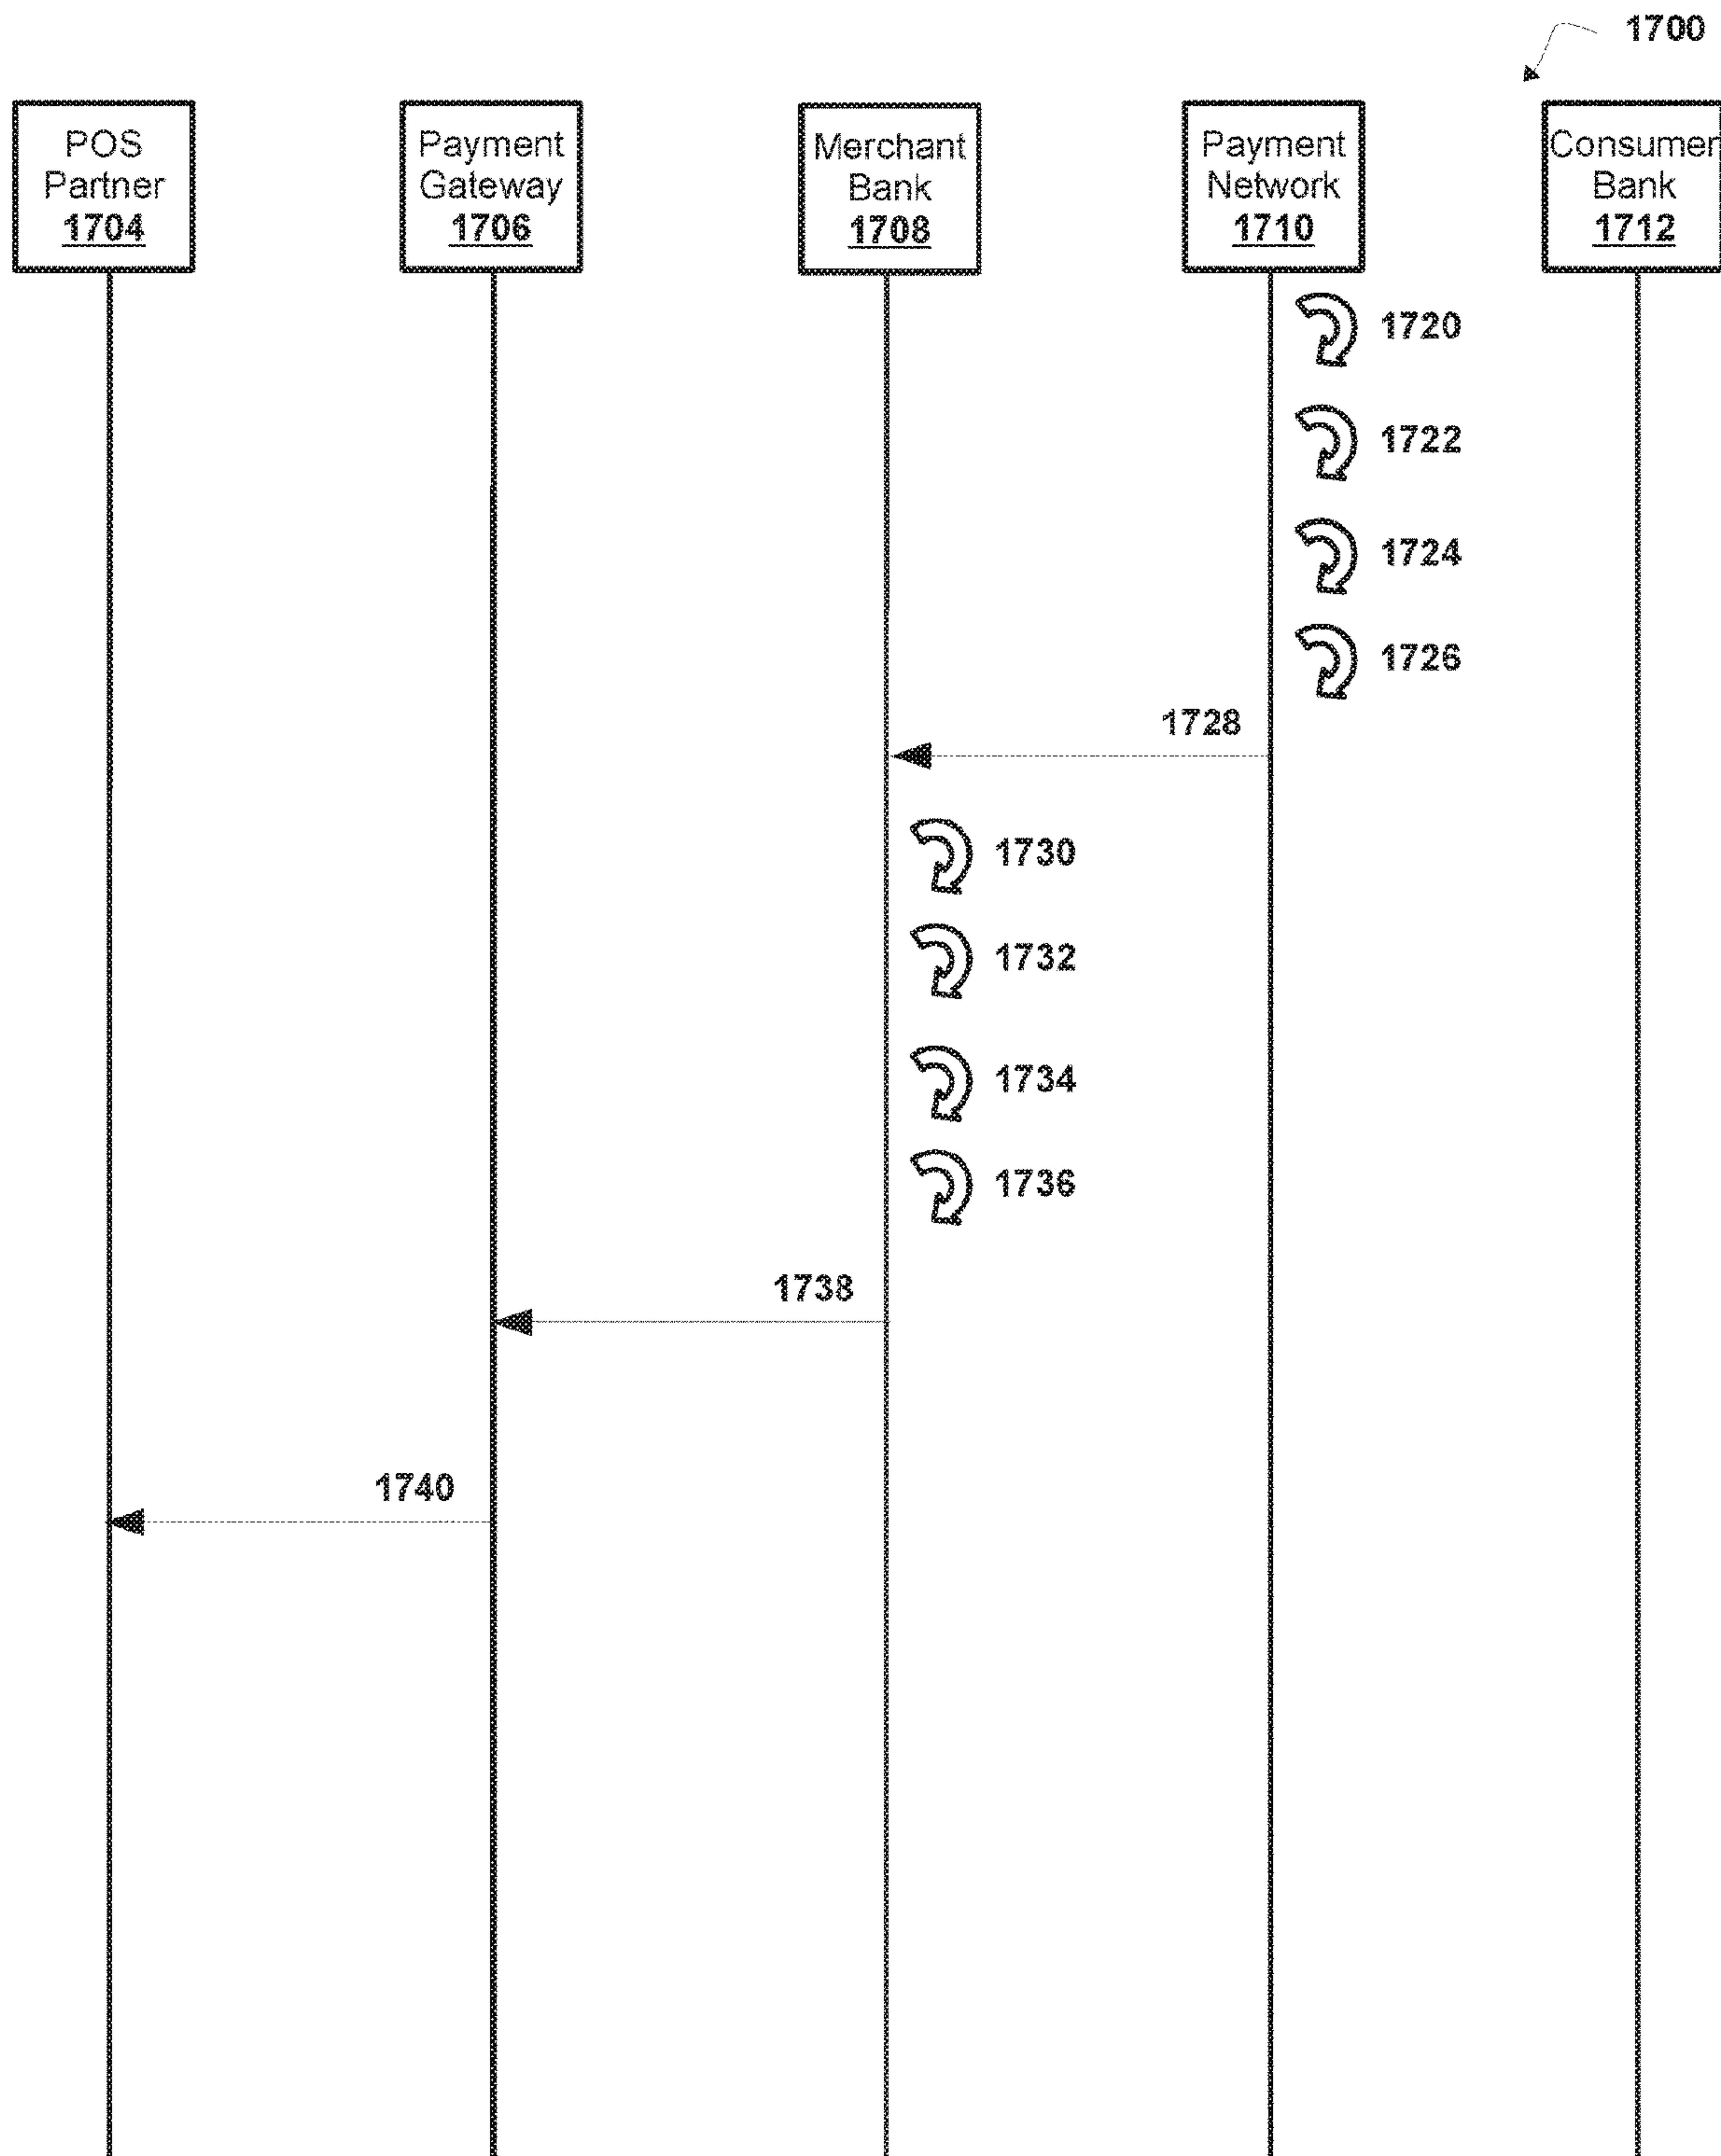 1700
POS
Partner
1704
Payment
Gateway
1706
Merchant
Bank
1708
Payment
Network
1710
Consumer
Bank
1712
1720
1722
1724
1726
1728
1730
1732
1734
1736
1738
1740